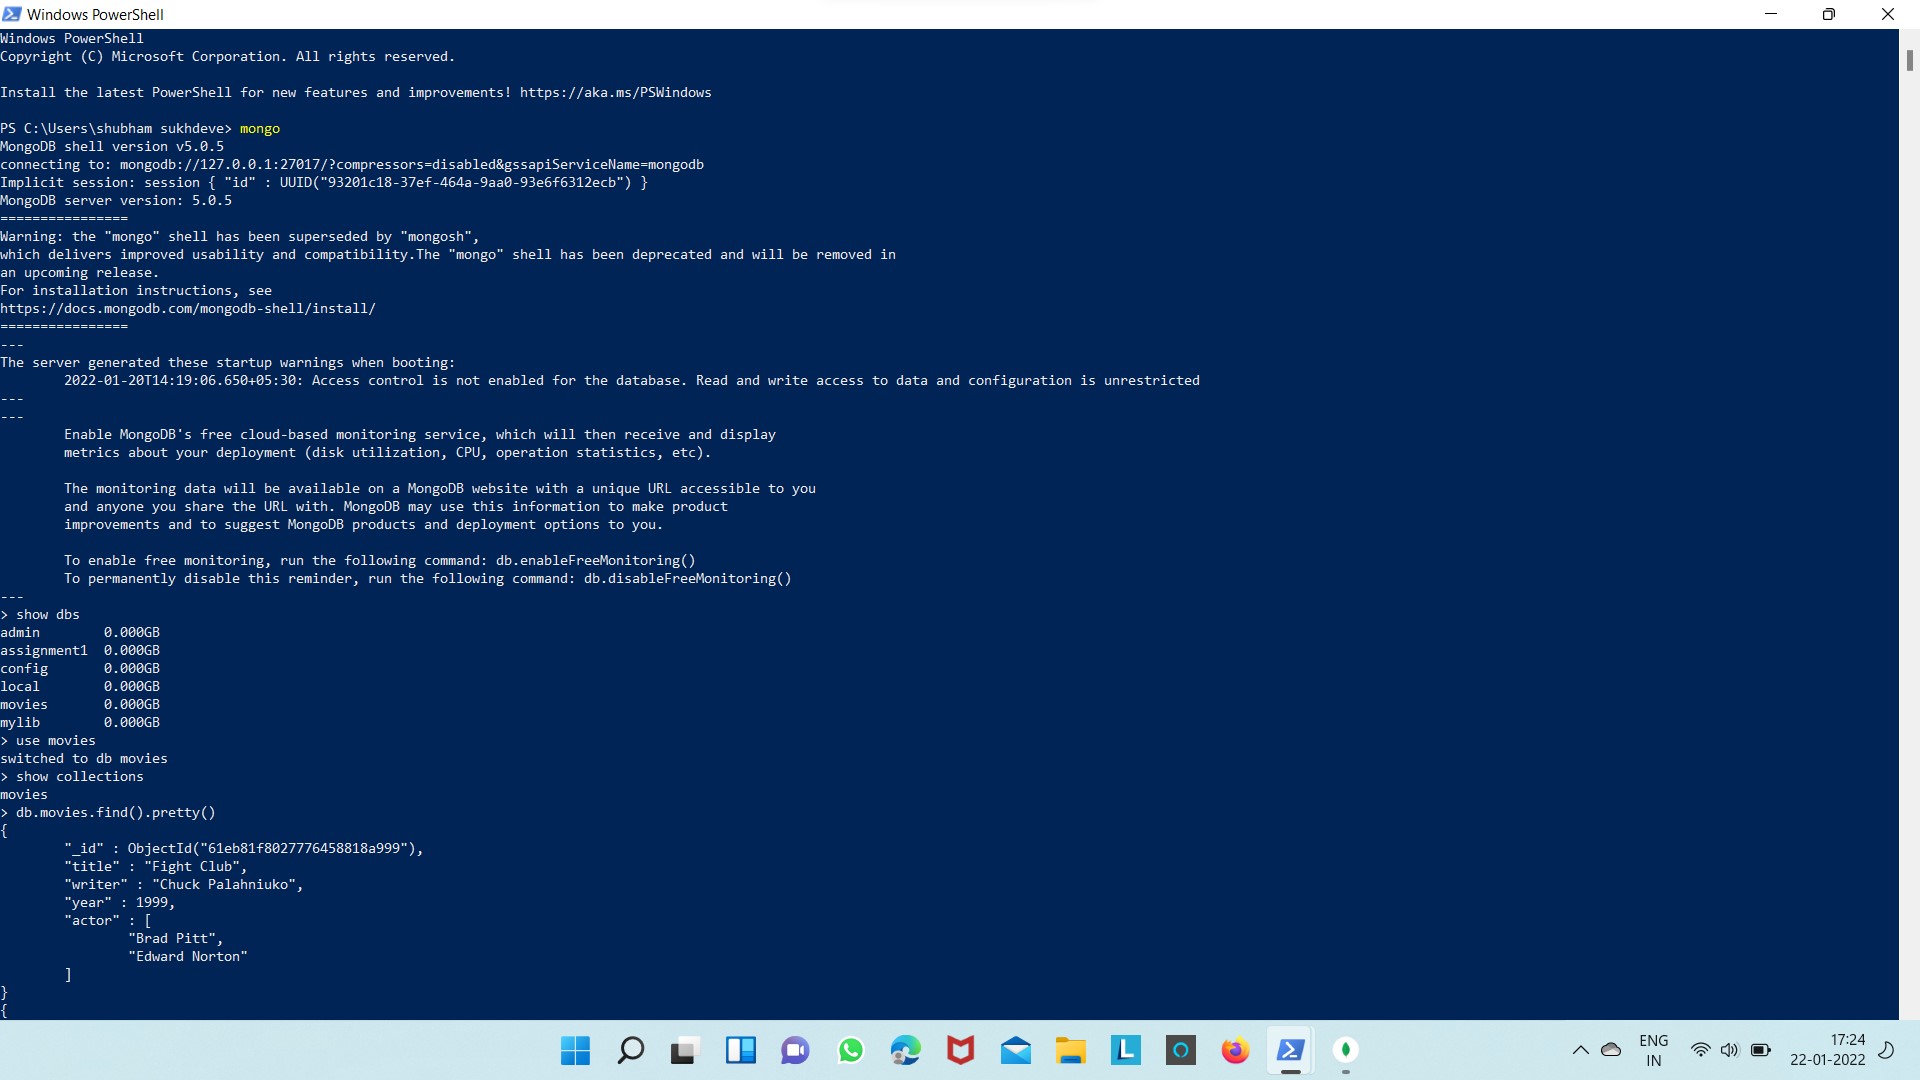 Windows PowerShell
Windows PowerShell
Copyright (C) Microsoft Corporation. All rights reserved.
Install the latest PowerShell for new features and improvements! https://aka.ms/PSWindows
PS C:\Users\shubham sukhdeve> mongo
MongoDB shell version v5.0.5
connecting to: mongodb://127.0.0.1:27017/?compressors=disabled&gssapiServiceName=mongodb
Implicit session: session { "id" : UUID("93201c18-37ef-464a-9aa0-93e6f6312ecb") }
MongoDB server version: 5.0.5
================
Warning: the "mongo" shell has been superseded by "mongosh",
which delivers improved usability and compatibility.The "mongo" shell has been deprecated and will be removed in
an upcoming release.
For installation instructions, see
https://docs.mongodb.com/mongodb-shell/install/
================
---
The server generated these startup warnings when booting:
        2022-01-20T14:19:06.650+05:30: Access control is not enabled for the database. Read and write access to data and configuration is unrestricted
---
---
        Enable MongoDB's free cloud-based monitoring service, which will then receive and display
        metrics about your deployment (disk utilization, CPU, operation statistics, etc).
        The monitoring data will be available on a MongoDB website with a unique URL accessible to you
        and anyone you share the URL with. MongoDB may use this information to make product
        improvements and to suggest MongoDB products and deployment options to you.
        To enable free monitoring, run the following command: db.enableFreeMonitoring()
        To permanently disable this reminder, run the following command: db.disableFreeMonitoring()
---
> show dbs
admin        0.000GB
assignment1  0.000GB
config       0.000GB
local        0.000GB
movies       0.000GB
mylib        0.000GB
> use movies
switched to db movies
> show collections
movies
> db.movies.find().pretty()
{
        "_id" : ObjectId("61eb81f8027776458818a999"),
        "title" : "Fight Club",
        "writer" : "Chuck Palahniuko",
        "year" : 1999,
        "actor" : [
                "Brad Pitt",
                "Edward Norton"
        ]
}
{
ENG
IN
17:24
22-01-2022